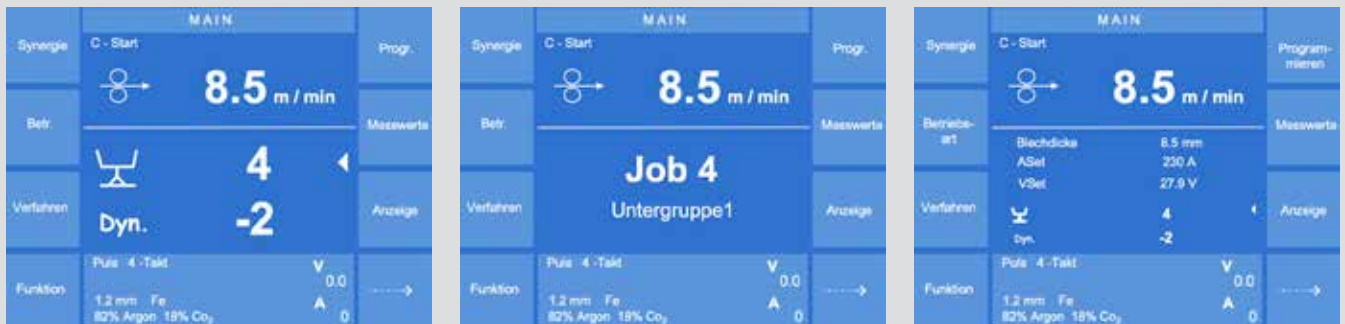 MAIN
Synergie
C - Start
Progr.
8.5 m / min
Betr.
Messwerte
4
Verfahren
Dyn. -2
Anzeige
Puls 4 -Takt
V
0.0
Funktion
1.2 mm Fe
A
82% Argon 18% Co₂ 0
MAIN
Synergie
C - Start
Progr.
8.5 m / min
Betr.
Messwerte
Job 4
Verfahren
Untergruppe1
Anzeige
Puls 4 -Takt
V
0.0
Funktion
1.2 mm Fe
A
82% Argon 18% Co₂ 0
MAIN
Synergie
C - Start
Program-
mieren
8.5 m / min
Betriebs-
art
Messwerte
Blechdicke 8.5 mm
ASet 230 A
VSet 27.9 V
Verfahren
4
Anzeige
Dyn. -2
Puls 4 -Takt
V
0.0
Funktion
1.2 mm Fe
A
82% Argon 18% Co₂ 0